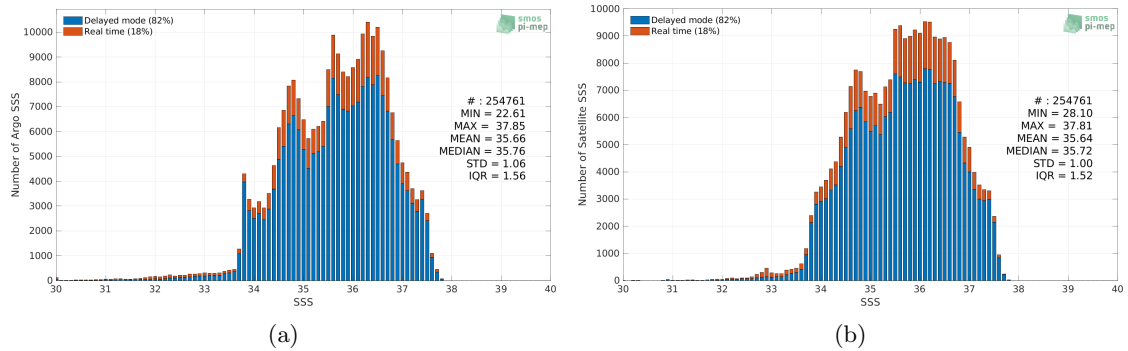 Delayed mode (82%)
Real time (18%)
smos
pi-mep
# : 254761
MIN = 22.61
MAX = 37.85
MEAN = 35.66
MEDIAN = 35.76
STD = 1.06
IQR = 1.56
Number of Argo SSS
10000
9000
8000
7000
6000
5000
4000
3000
2000
1000
0
30 31 32 33 34 35 36 37 38 39 40
SSS
(a)
Delayed mode (82%)
Real time (18%)
smos
pi-mep
# : 254761
MIN = 28.10
MAX = 37.81
MEAN = 35.64
MEDIAN = 35.72
STD = 1.00
IQR = 1.52
Number of Satellite SSS
10000
9000
8000
7000
6000
5000
4000
3000
2000
1000
0
30 31 32 33 34 35 36 37 38 39 40
SSS
(b)